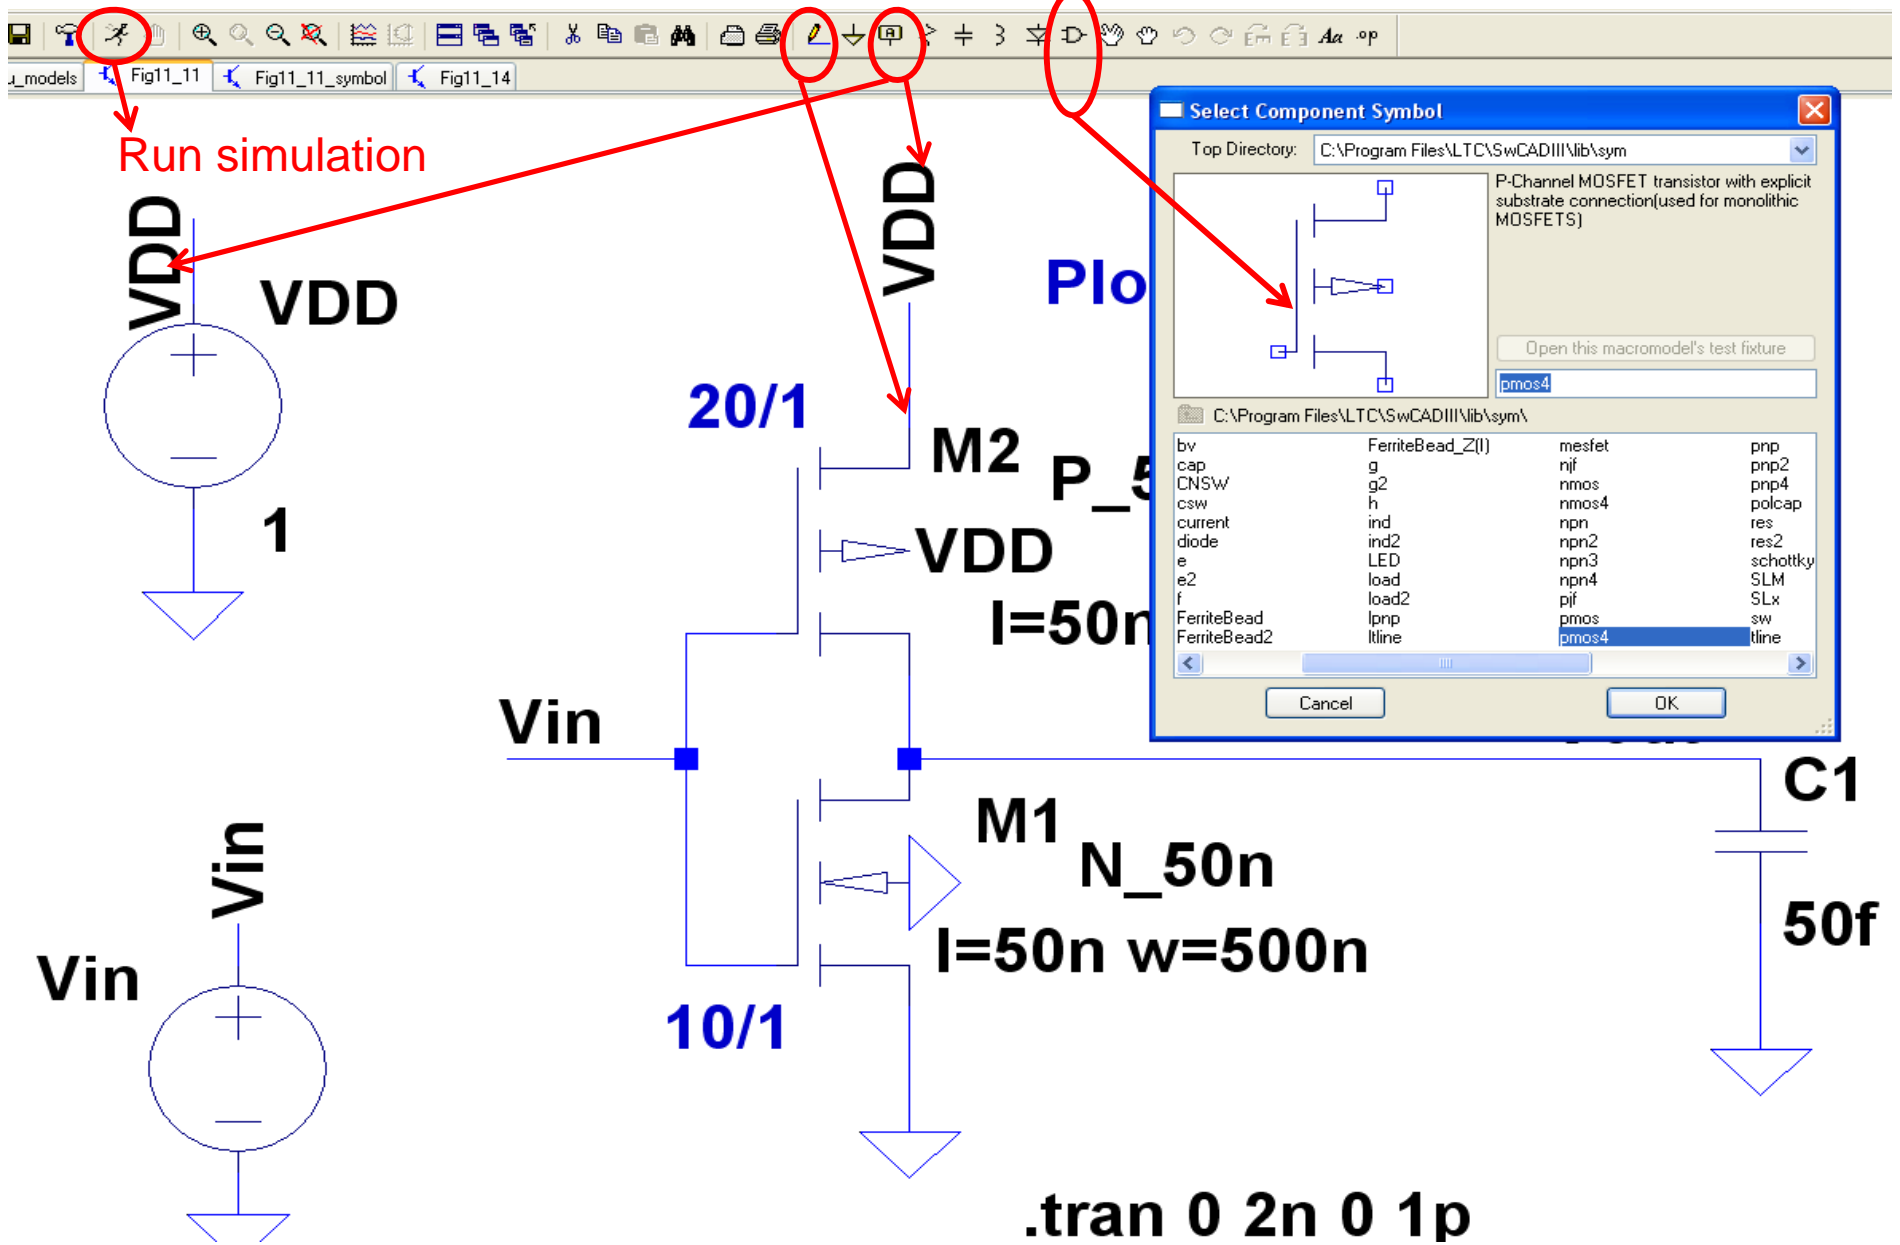 u_models
Fig11_11
Fig11_11_symbol
Fig11_14
Run simulation
VDD
VDD
1
VDD
20/1
M2
P_5
VDD
l=50n
Plo
Select Component Symbol
Top Directory:
C:\Program Files\LTC\SwCADIII\lib\sym
P-Channel MOSFET transistor with explicit
substrate connection(used for monolithic
MOSFETS)
Open this macromodel's test fixture
pmos4
C:\Program Files\LTC\SwCADIII\lib\sym\
bv FerriteBead_Z(I) mesfet pnp
cap g njf pnp2
CNSW g2 nmos pnp4
csw h nmos4 polcap
current ind npn res
diode ind2 npn2 res2
e LED npn3 schottky
e2 load npn4 SLM
f load2 pjf SLx
FerriteBead lpnp pmos sw
FerriteBead2 ltline pmos4 tline
Cancel
OK
Vin
M1
N_50n
l=50n w=500n
10/1
C1
50f
Vin
Vin
.tran 0 2n 0 1p